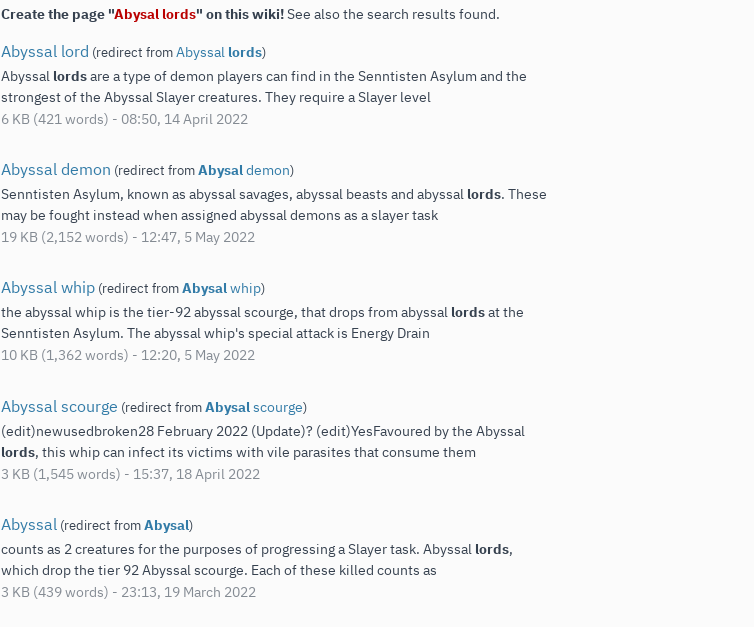 Create the page "Abysal lords" on this wiki! See also the search results found.
Abyssal lord (redirect from Abyssal lords)
Abyssal lords are a type of demon players can find in the Senntisten Asylum and the
strongest of the Abyssal Slayer creatures. They require a Slayer level
6 KB (421 words) - 08:50, 14 April 2022
Abyssal demon (redirect from Abysal demon)
Senntisten Asylum, known as abyssal savages, abyssal beasts and abyssal lords. These
may be fought instead when assigned abyssal demons as a slayer task
19 KB (2,152 words) - 12:47, 5 May 2022
Abyssal whip (redirect from Abysal whip)
the abyssal whip is the tier-92 abyssal scourge, that drops from abyssal lords at the
Senntisten Asylum. The abyssal whip's special attack is Energy Drain
10 KB (1,362 words) - 12:20, 5 May 2022
Abyssal scourge (redirect from Abysal scourge)
(edit)newusedbroken28 February 2022 (Update)? (edit)YesFavoured by the Abyssal
lords, this whip can infect its victims with vile parasites that consume them
3 KB (1,545 words) - 15:37, 18 April 2022
Abyssal (redirect from Abysal)
counts as 2 creatures for the purposes of progressing a Slayer task. Abyssal lords,
which drop the tier 92 Abyssal scourge. Each of these killed counts as
3 KB (439 words) - 23:13, 19 March 2022